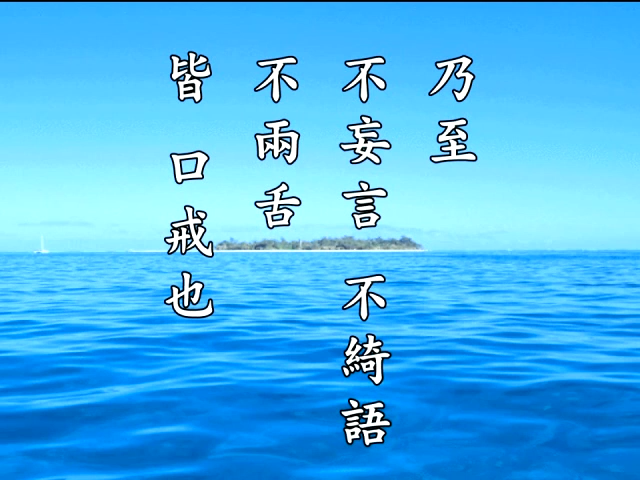 乃至
不妄言 不綺語
不兩舌
皆 口戒也